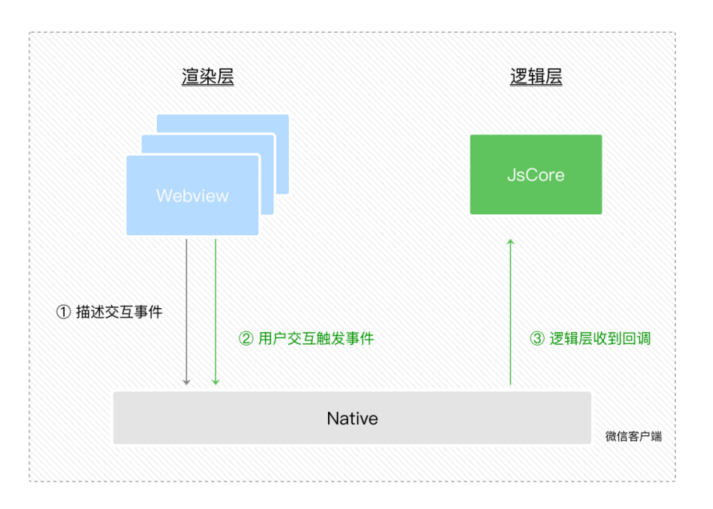 渲染层
逻辑层
Webview
JsCore
① 描述交互事件
② 用户交互触发事件
③ 逻辑层收到回调
Native
微信客户端